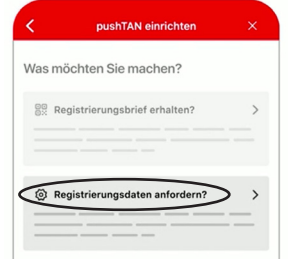 pushTAN einrichten
Was möchten Sie machen?
Registrierungsbrief erhalten?
Registrierungsdaten anfordern?